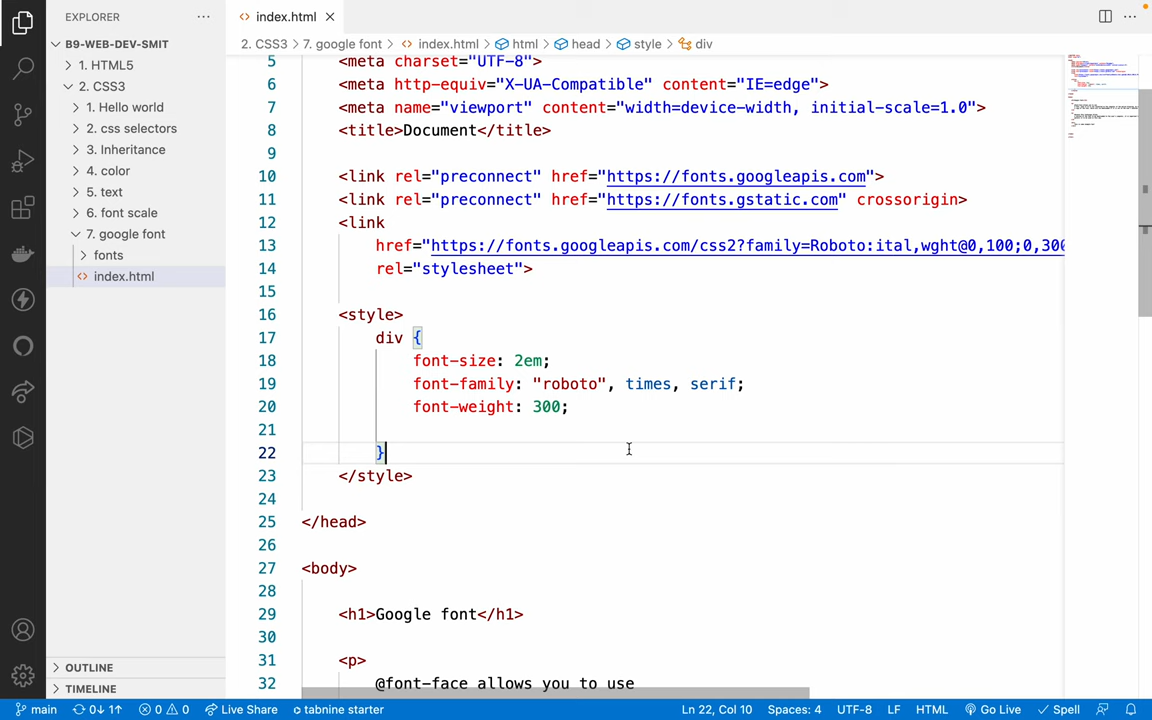 EXPLORER
index.html
B9-WEB-DEV-SMIT
1. HTML5
2. CSS3
1. Hello world
2. css selectors
3. Inheritance
4. color
5. text
6. font scale
7. google font
fonts
index.html
OUTLINE
TIMELINE
2. CSS3 > 7. google font > index.html > html > head > style > div
5 <meta charset="UTF-8">
6 <meta http-equiv="X-UA-Compatible" content="IE=edge">
7 <meta name="viewport" content="width=device-width, initial-scale=1.0">
8 <title>Document</title>
9
10 <link rel="preconnect" href="https://fonts.googleapis.com">
11 <link rel="preconnect" href="https://fonts.gstatic.com" crossorigin>
12 <link
13 href="https://fonts.googleapis.com/css2?family=Roboto:ital,wght@0,100;0,300
14 rel="stylesheet">
15
16 <style>
17 div {
18 font-size: 2em;
19 font-family: "roboto", times, serif;
20 font-weight: 300;
21
22 }
23 </style>
24
25 </head>
26
27 <body>
28
29 <h1>Google font</h1>
30
31 <p>
32 @font-face allows you to use
main 0↓ 1↑ 0 0 Live Share tabnine starter Ln 22, Col 10 Spaces: 4 UTF-8 LF HTML Go Live Spell